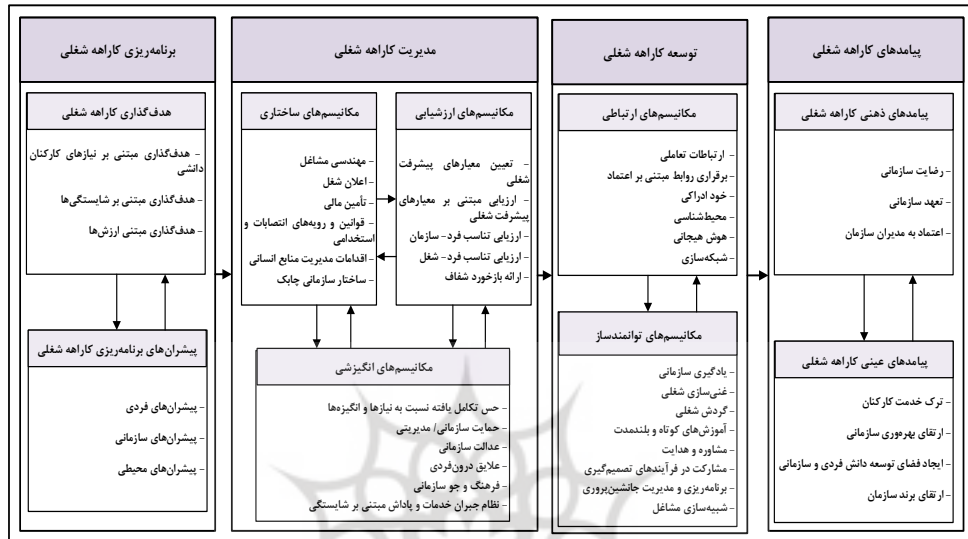 برنامه‌ریزی کاراهه شغلی
هدف‌گذاری کاراهه شغلی
- هدف‌گذاری مبتنی بر نیازهای کارکنان
دانشی
- هدف‌گذاری مبتنی بر شایستگی‌ها
- هدف‌گذاری مبتنی ارزش‌ها
پیشران‌های برنامه‌ریزی کاراهه شغلی
- پیشران‌های فردی
- پیشران‌های سازمانی
- پیشران‌های محیطی
مدیریت کاراهه شغلی
مکانیسم‌های ساختاری
- مهندسی مشاغل
- اعلان شغل
- تأمین مالی
- قوانین و رویه‌های انتصابات و
استخدامی
- اقدامات مدیریت منابع انسانی
- ساختار سازمانی چابک
مکانیسم‌های ارزشیابی
- تعیین معیارهای پیشرفت
شغلی
- ارزیابی مبتنی بر معیارهای
پیشرفت شغلی
- ارزیابی تناسب فرد- سازمان
- ارزیابی تناسب فرد- شغل
- ارائه بازخورد شفاف
مکانیسم‌های انگیزشی
- حس تکامل یافته نسبت به نیازها و انگیزه‌ها
- حمایت سازمانی/ مدیریتی
- عدالت سازمانی
- علایق درون‌فردی
- فرهنگ و جو سازمانی
- نظام جبران خدمات و پاداش مبتنی بر شایستگی
توسعه کاراهه شغلی
مکانیسم‌های ارتباطی
- ارتباطات تعاملی
- برقراری روابط مبتنی بر اعتماد
- خود ادراکی
- محیط‌شناسی
- هوش هیجانی
- شبکه‌سازی
مکانیسم‌های توانمندساز
- یادگیری سازمانی
- غنی‌سازی شغلی
- گردش شغلی
- آموزش‌های کوتاه و بلندمدت
- مشاوره و هدایت
- مشارکت در فرآیندهای تصمیم‌گیری
- برنامه‌ریزی و مدیریت جانشین‌پروری
- شبیه‌سازی مشاغل
پیامدهای کاراهه شغلی
پیامدهای ذهنی کاراهه شغلی
- رضایت سازمانی
- تعهد سازمانی
- اعتماد به مدیران سازمان
پیامدهای عینی کاراهه شغلی
- ترک خدمت کارکنان
- ارتقای بهره‌وری سازمانی
- ایجاد فضای توسعه دانش فردی و سازمانی
- ارتقای برند سازمان